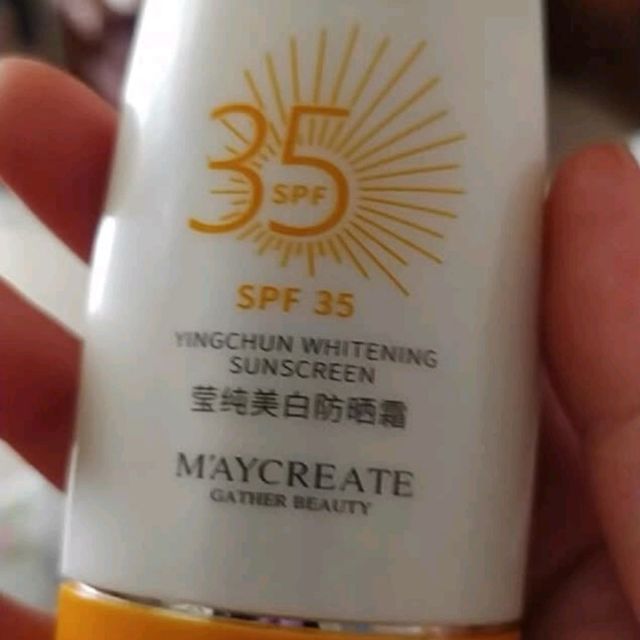 35
SPF
SPF 35
YINGCHUN WHITENING
SUNSCREEN
莹纯美白防晒霜
M'AYCREATE
GATHER BEAUTY